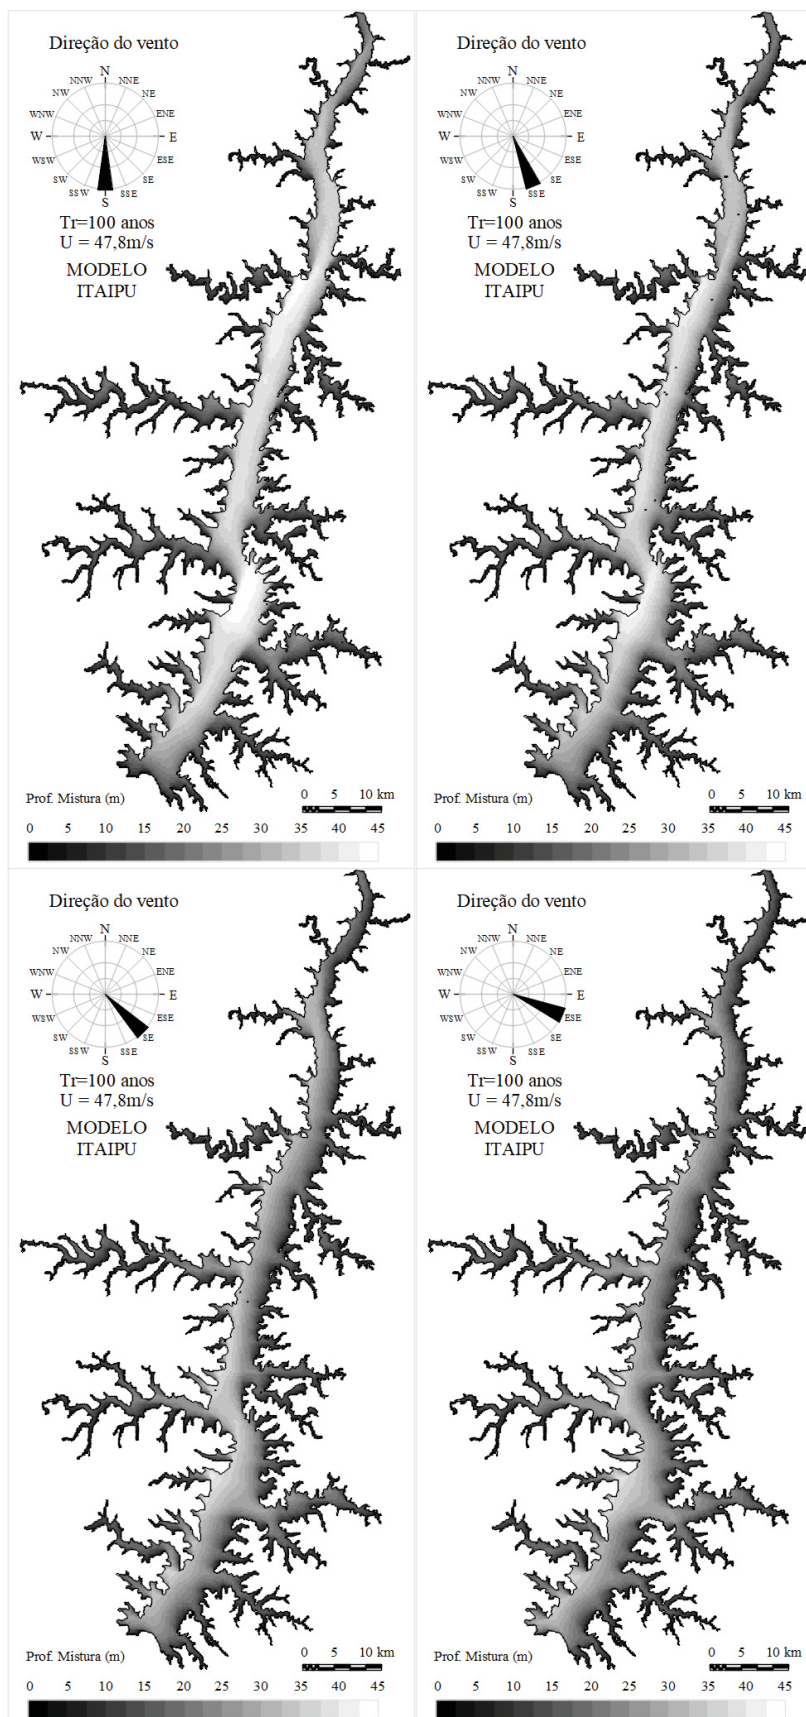 Direção do vento
N
NNW NNE
NW NE
WNW ENE
W E
WSW ESE
SW SE
SSW SSE
S
Tr=100 anos
U = 47,8m/s
MODELO
ITAIPU
Prof. Mistura (m)
0 5 10 km
0 5 10 15 20 25 30 35 40 45
Direção do vento
N
NNW NNE
NW NE
WNW ENE
W E
WSW ESE
SW SE
SSW SSE
S
Tr=100 anos
U = 47,8m/s
MODELO
ITAIPU
Prof. Mistura (m)
0 5 10 km
0 5 10 15 20 25 30 35 40 45
Direção do vento
N
NNW NNE
NW NE
WNW ENE
W E
WSW ESE
SW SE
SSW SSE
S
Tr=100 anos
U = 47,8m/s
MODELO
ITAIPU
Prof. Mistura (m)
0 5 10 km
0 5 10 15 20 25 30 35 40 45
Direção do vento
N
NNW NNE
NW NE
WNW ENE
W E
WSW ESE
SW SE
SSW SSE
S
Tr=100 anos
U = 47,8m/s
MODELO
ITAIPU
Prof. Mistura (m)
0 5 10 km
0 5 10 15 20 25 30 35 40 45